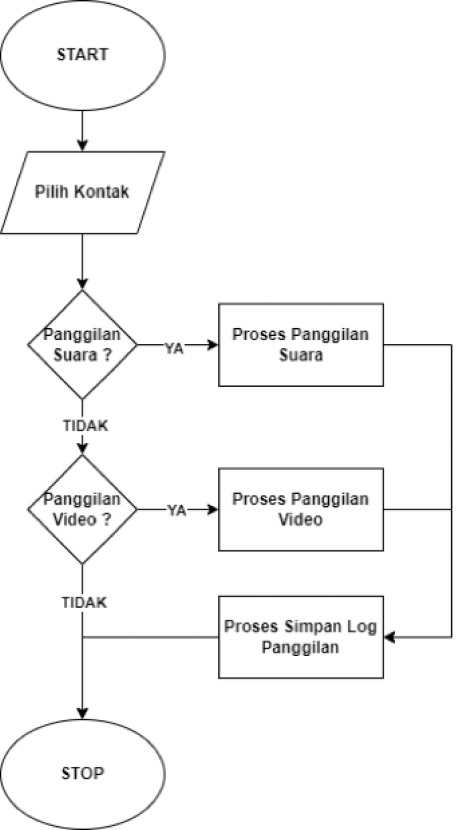 START
Pilih Kontak
Panggilan
Suara ?
YA
Proses Panggilan
Suara
TIDAK
Panggilan
Video ?
YA
Proses Panggilan
Video
TIDAK
Proses Simpan Log
Panggilan
STOP